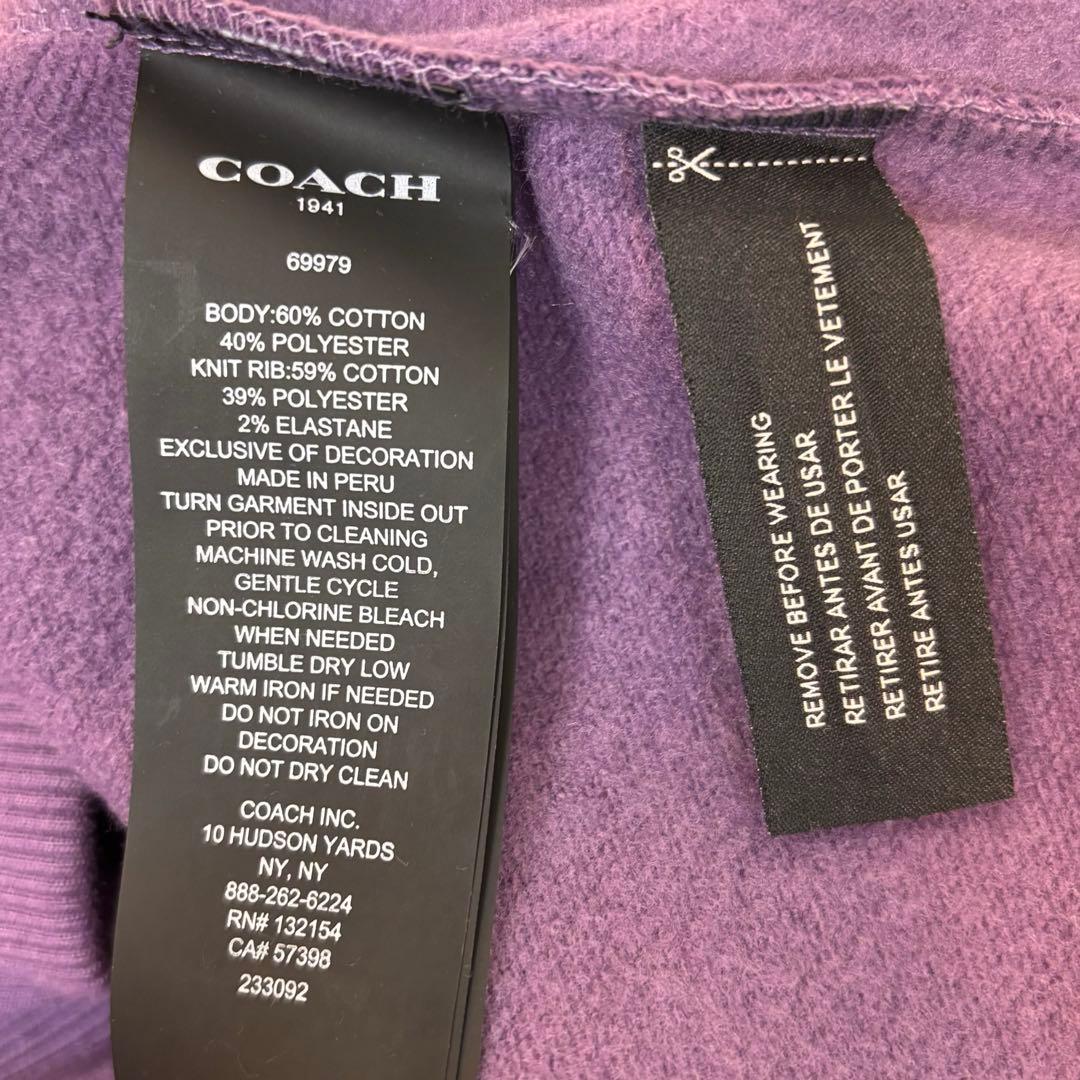 COACH
1941
69979
BODY:60% COTTON
40% POLYESTER
KNIT RIB:59% COTTON
39% POLYESTER
2% ELASTANE
EXCLUSIVE OF DECORATION
MADE IN PERU
TURN GARMENT INSIDE OUT
PRIOR TO CLEANING
MACHINE WASH COLD,
GENTLE CYCLE
NON-CHLORINE BLEACH
WHEN NEEDED
TUMBLE DRY LOW
WARM IRON IF NEEDED
DO NOT IRON ON
DECORATION
DO NOT DRY CLEAN
COACH INC.
10 HUDSON YARDS
NY, NY
888-262-6224
RN# 132154
CA# 57398
233092
REMOVE BEFORE WEARING
RETIRAR ANTES DE USAR
RETIRER AVANT DE PORTER LE VETEMENT
RETIRE ANTES USAR